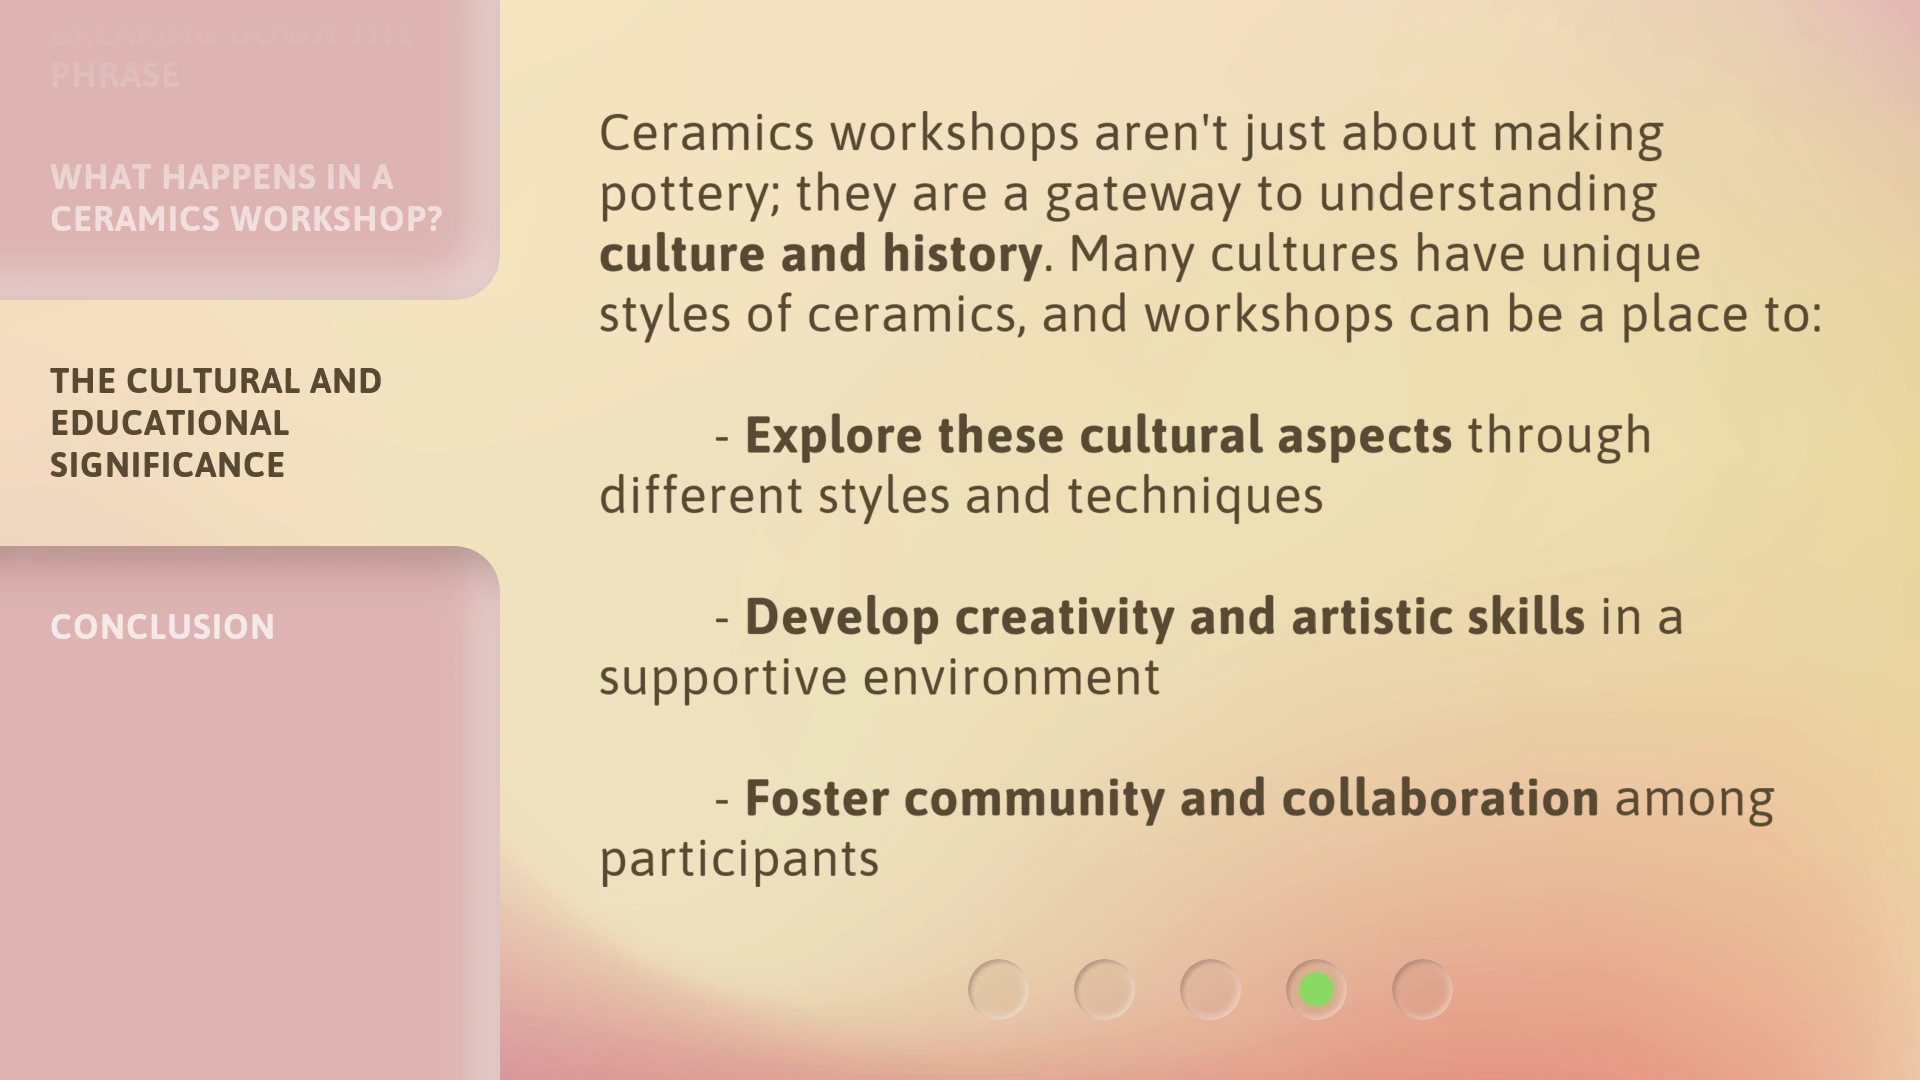 BREAKING DOWN THE
PHRASE
WHAT HAPPENS IN A
CERAMICS WORKSHOP?
THE CULTURAL AND
EDUCATIONAL
SIGNIFICANCE
CONCLUSION
Ceramics workshops aren't just about making
pottery; they are a gateway to understanding
culture and history. Many cultures have unique
styles of ceramics, and workshops can be a place to:
- Explore these cultural aspects through
different styles and techniques
- Develop creativity and artistic skills in a
supportive environment
- Foster community and collaboration among
participants